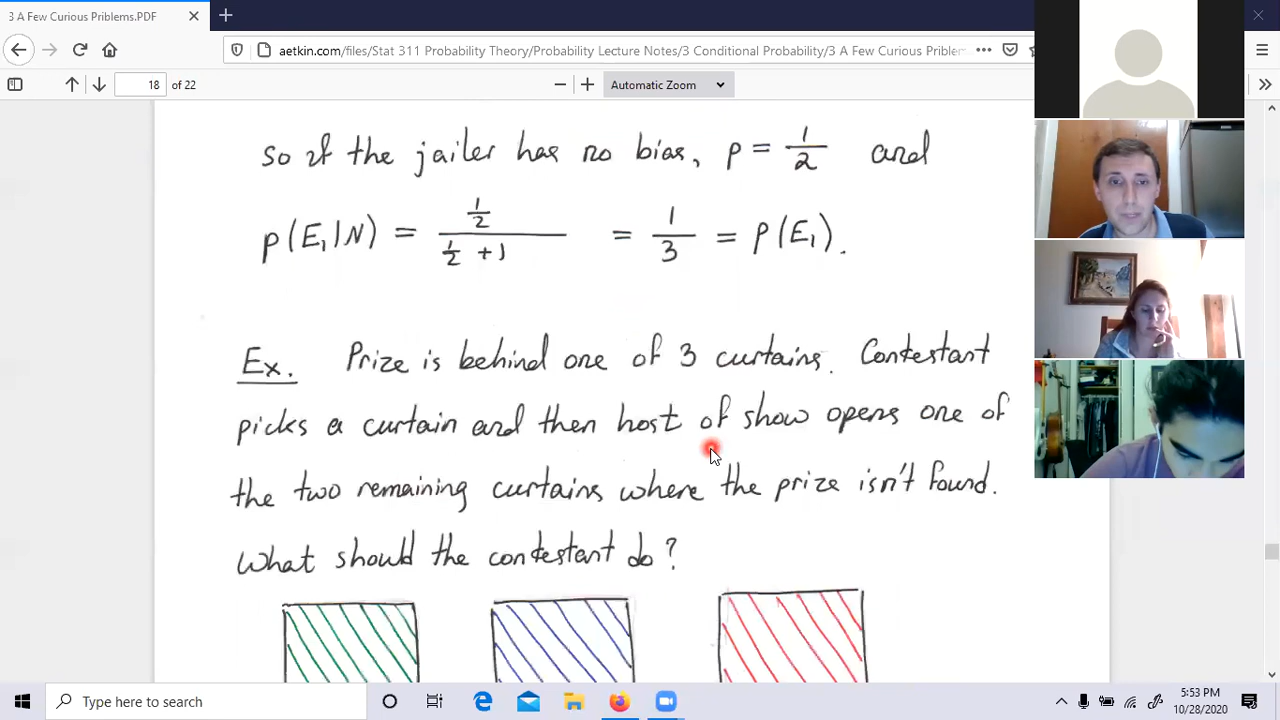 3 A Few Curious Priblems.PDF
aetkin.com/files/Stat 311 Probability Theory/Probability Lecture Notes/3 Conditional Probability/3 A Few Curious Priblem
18 of 22
Automatic Zoom
so if the jailer has no bias, p = 1/2 and
p(E₁|N) = (1/2)/(1/2 + 1) = 1/3 = p(E₁).
Ex. Prize is behind one of 3 curtains. Contestant
picks a curtain and then host of show opens one of
the two remaining curtains where the prize isn't found.
What should the contestant do?
Type here to search
5:53 PM
10/28/2020